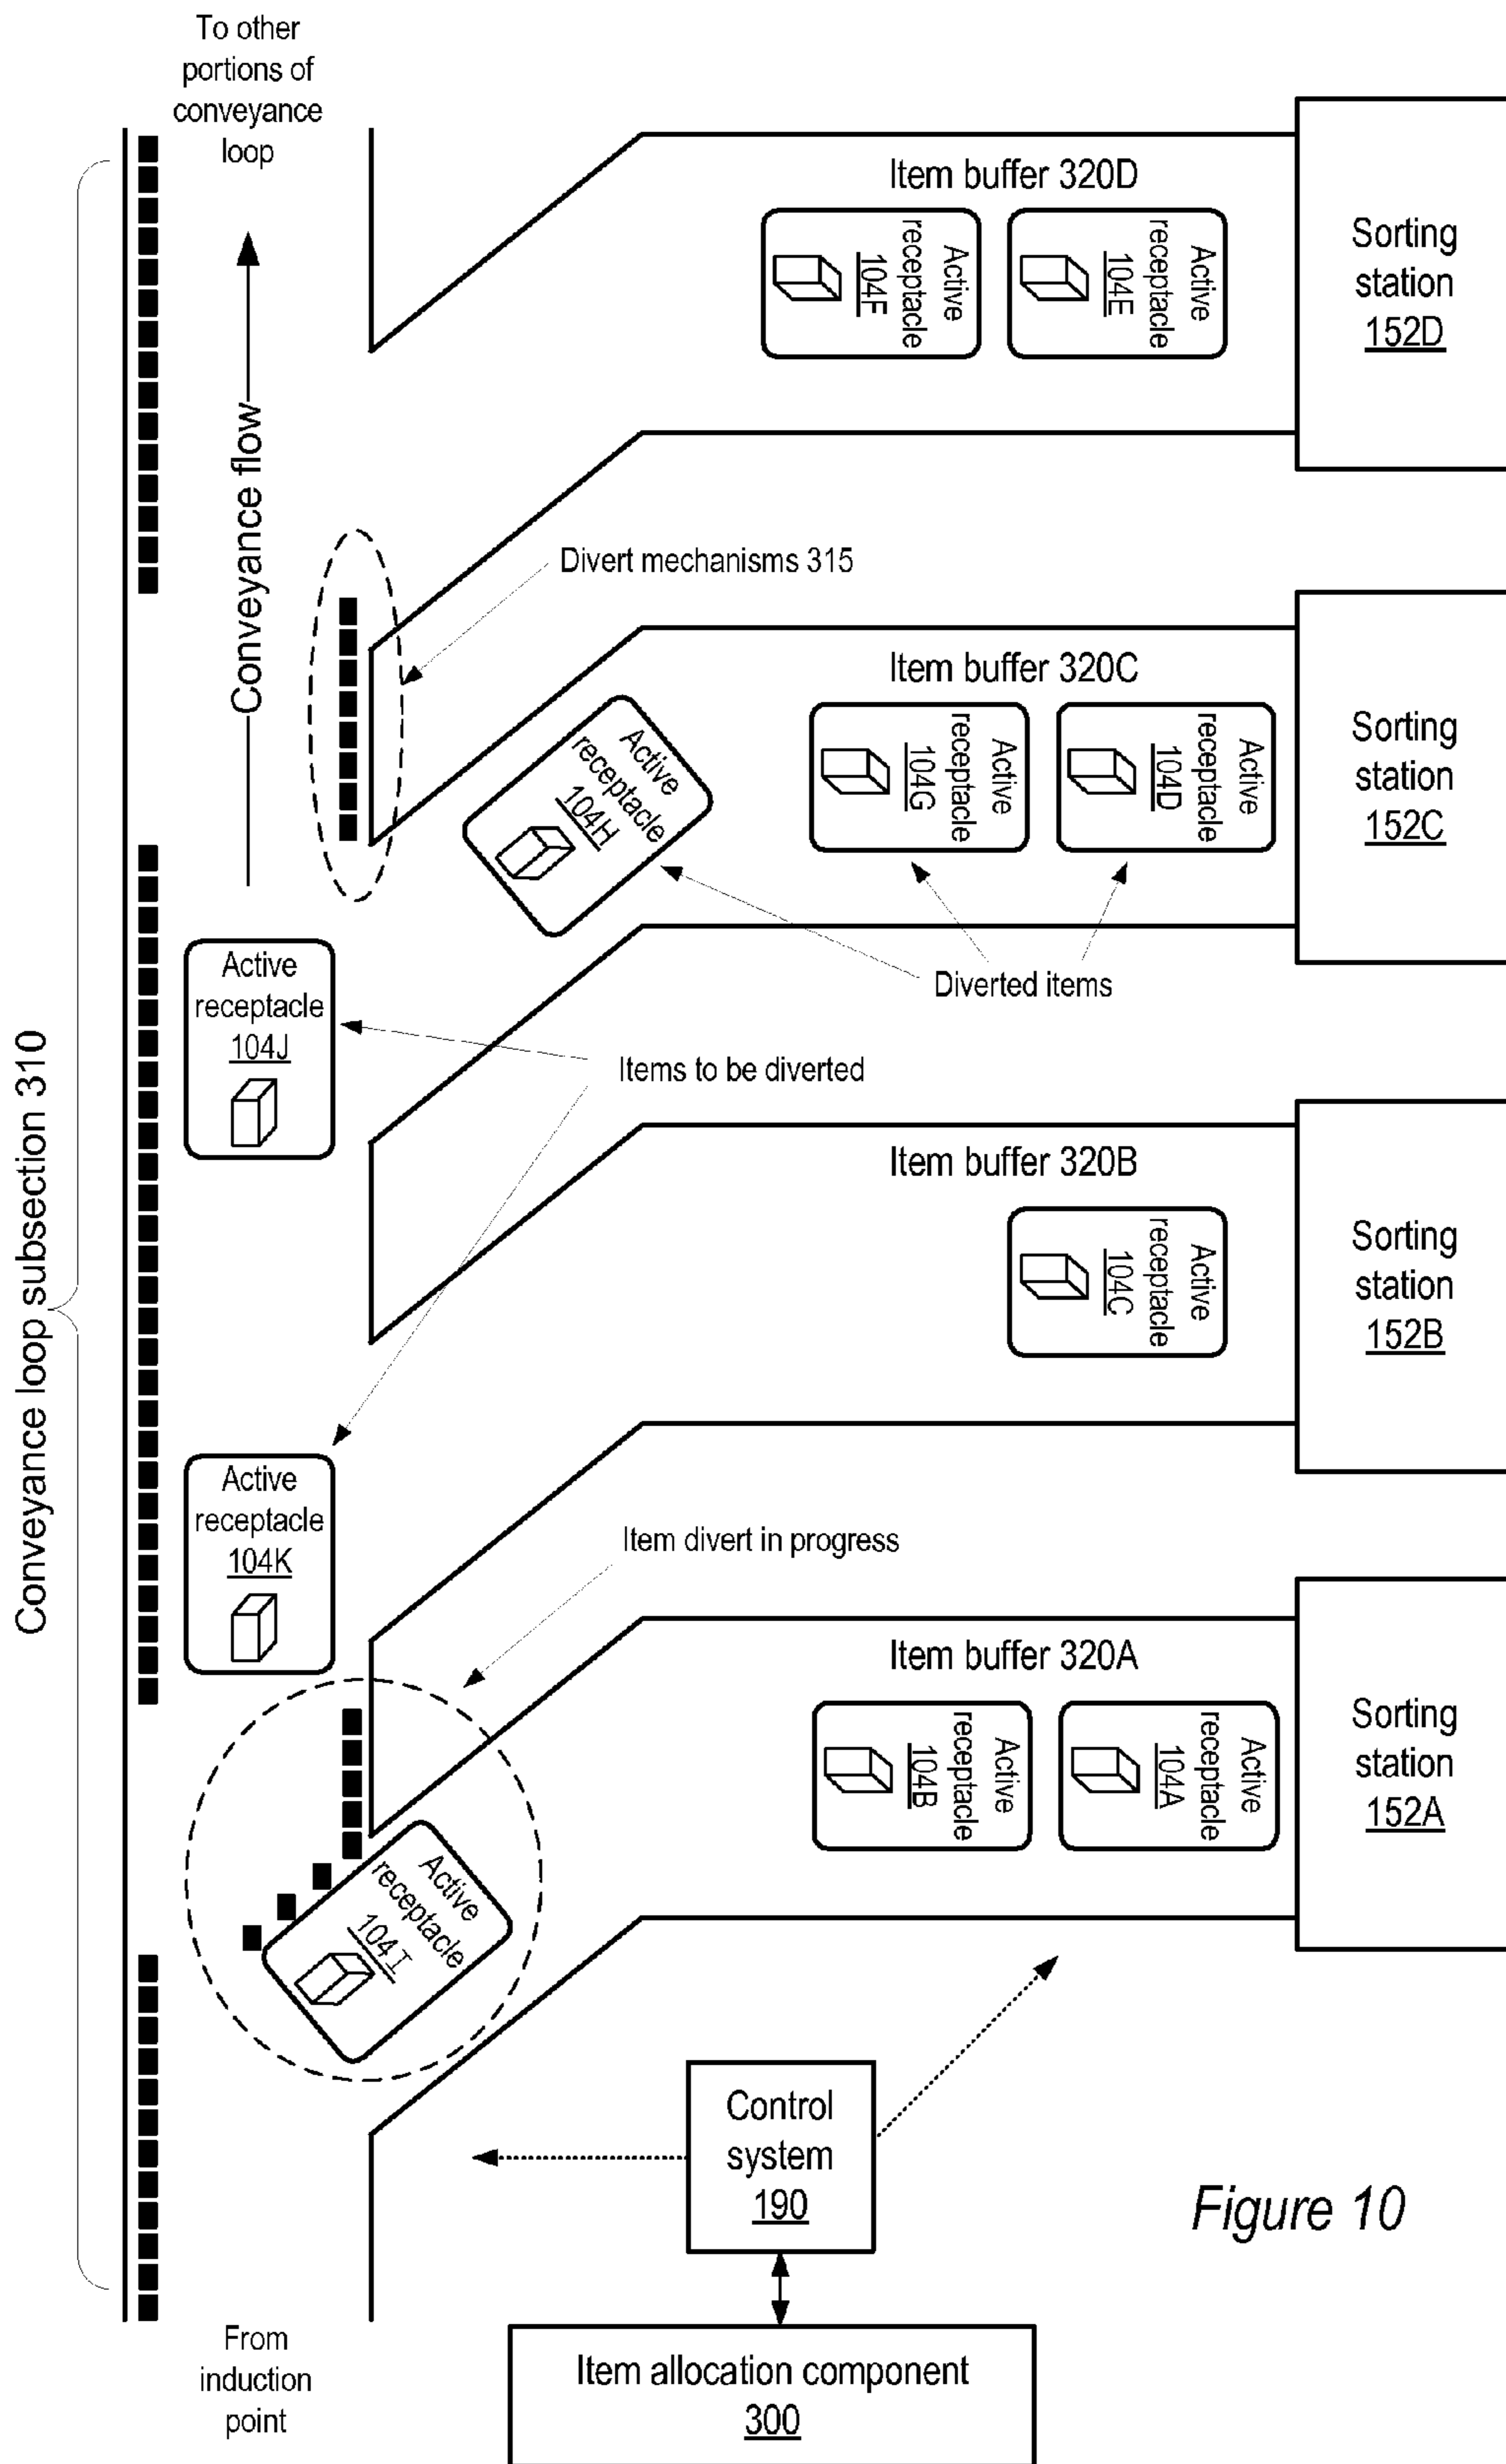 To other
portions of
conveyance
loop
Conveyance flow
Conveyance loop subsection 310
Item buffer 320D
Active
receptacle
104F
Active
receptacle
104E
Sorting
station
152D
Divert mechanisms 315
Item buffer 320C
Active
receptacle
104H
Active
receptacle
104G
Active
receptacle
104D
Sorting
station
152C
Diverted items
Active
receptacle
104J
Items to be diverted
Item buffer 320B
Active
receptacle
104C
Sorting
station
152B
Active
receptacle
104K
Item divert in progress
Item buffer 320A
Active
receptacle
104B
Active
receptacle
104A
Sorting
station
152A
Active
receptacle
104I
Control
system
190
Figure 10
From
induction
point
Item allocation component
300